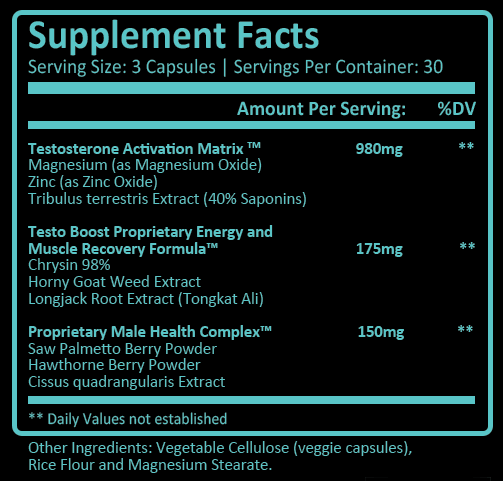 Supplement Facts
Serving Size: 3 Capsules | Servings Per Container: 30
Amount Per Serving: %DV
Testosterone Activation Matrix ™ 980mg **
Magnesium (as Magnesium Oxide)
Zinc (as Zinc Oxide)
Tribulus terrestris Extract (40% Saponins)
Testo Boost Proprietary Energy and
Muscle Recovery Formula™ 175mg **
Chrysin 98%
Horny Goat Weed Extract
Longjack Root Extract (Tongkat Ali)
Proprietary Male Health Complex™ 150mg **
Saw Palmetto Berry Powder
Hawthorne Berry Powder
Cissus quadrangularis Extract
** Daily Values not established
Other Ingredients: Vegetable Cellulose (veggie capsules),
Rice Flour and Magnesium Stearate.